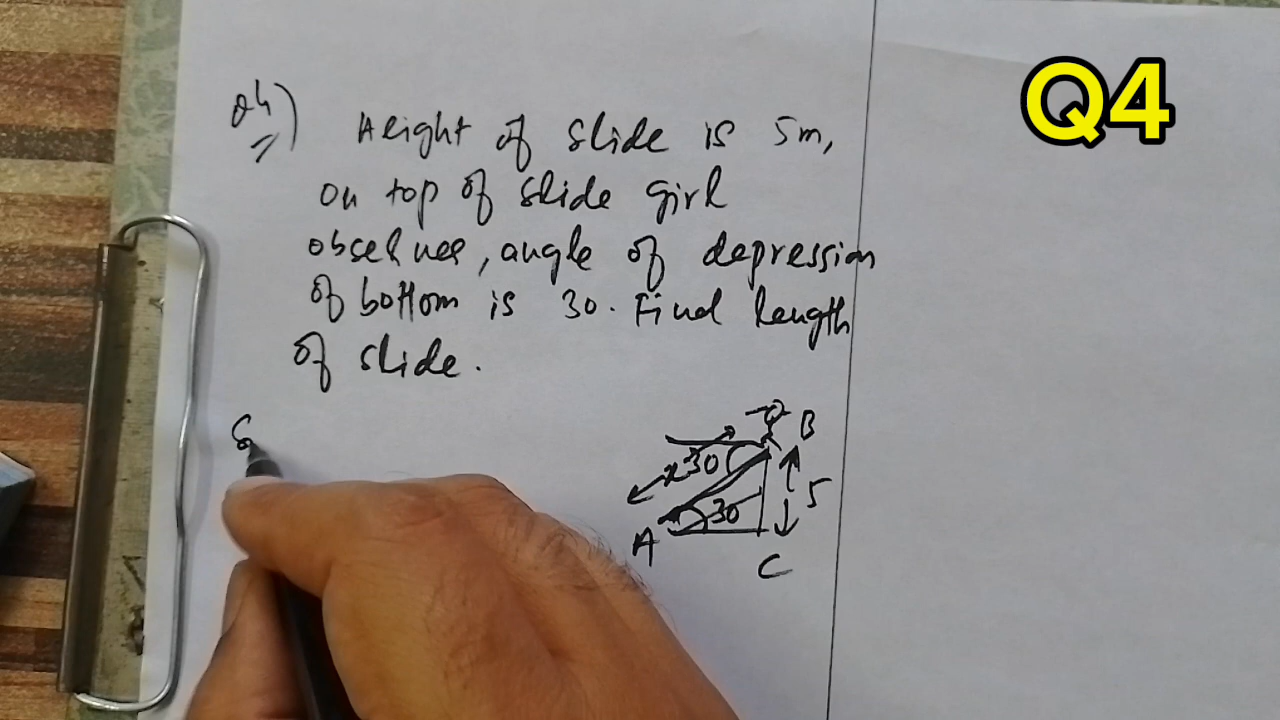 Q4
Q4)
Height of slide is 5m,
on top of slide girl
observes, angle of depression
of bottom is 30. Find length
of slide.
S
B
x 30
5
30
A
C